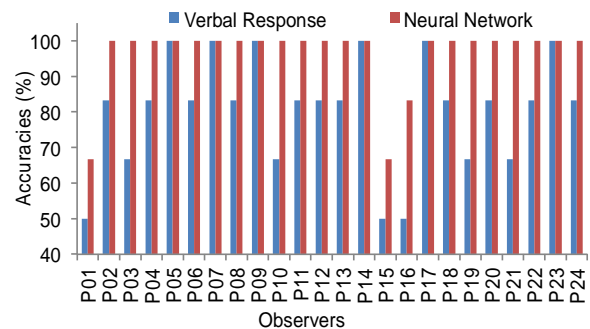 Verbal Response Neural Network
100
90
80
70
60
50
40
Accuracies (%)
P01 P02 P03 P04 P05 P06 P07 P08 P09 P10 P11 P12 P13 P14 P15 P16 P17 P18 P19 P20 P21 P22 P23 P24
Observers